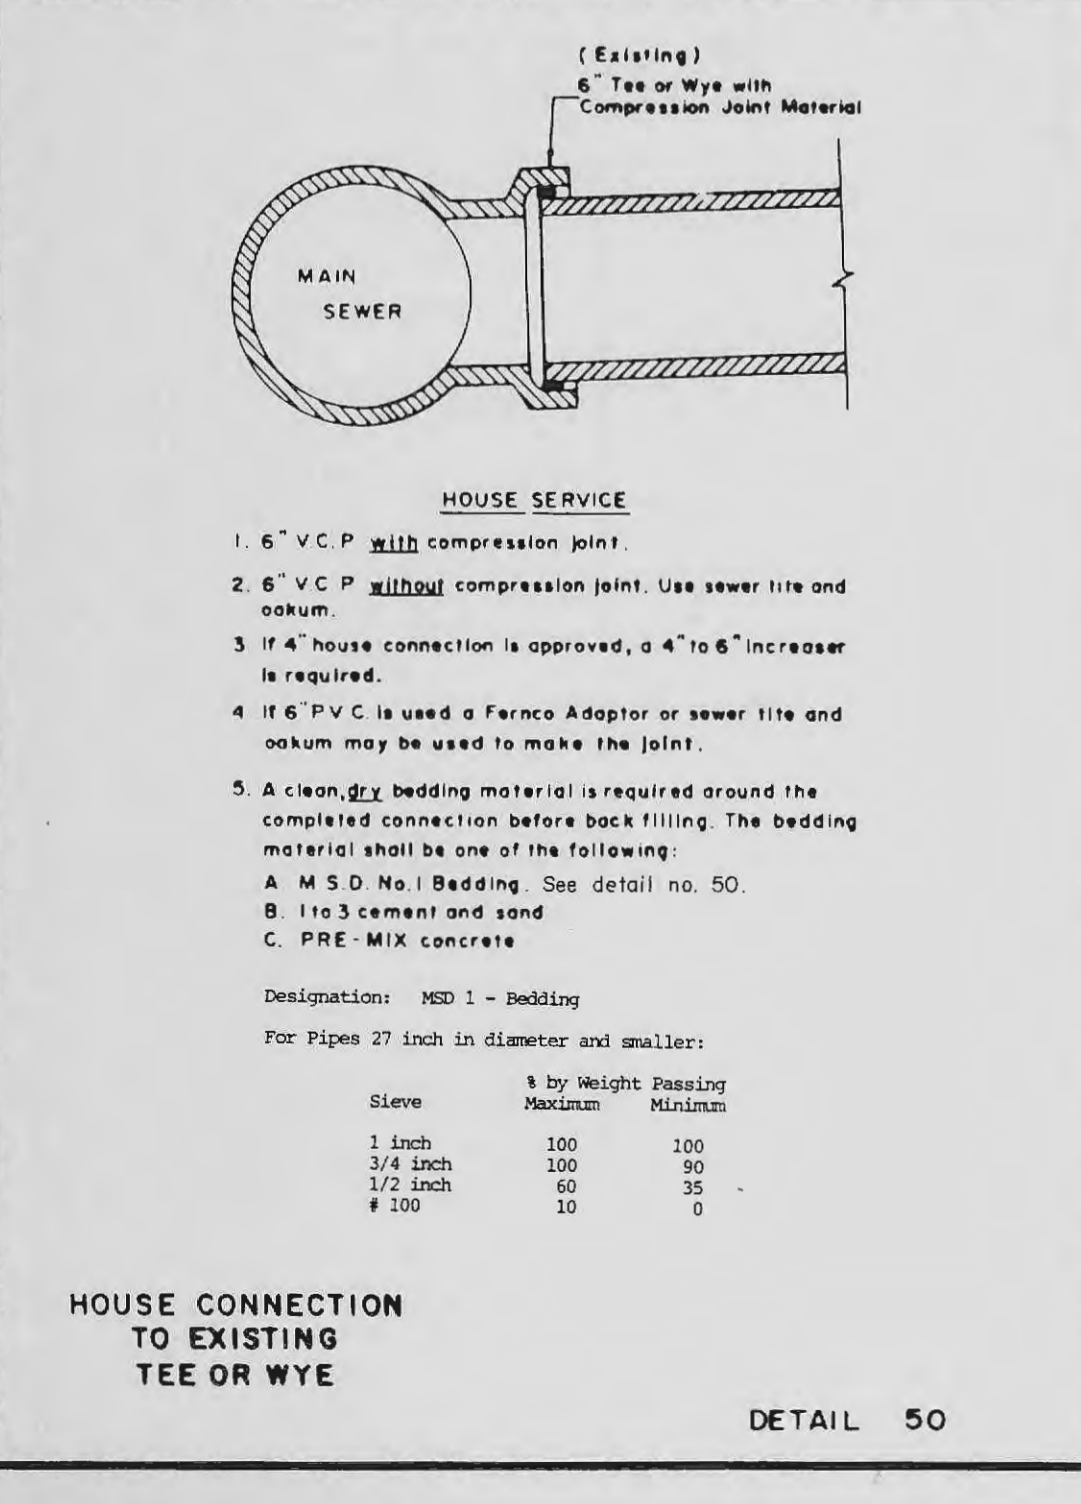 ( Existing )
6" Tee or Wye with
Compression Joint Material
MAIN
SEWER
HOUSE SERVICE
1. 6" V.C.P with compression joint.
2. 6" V.C P without compression joint. Use sewer tite and
oakum.
3 If 4" house connection is approved, a 4" to 6" increaser
is required.
4 If 6" P V C. is used a Fernco Adaptor or sewer tite and
oakum may be used to make the joint.
5. A clean, dry bedding material is required around the
completed connection before back filling. The bedding
material shall be one of the following:
A M S.D. No. 1 Bedding. See detail no. 50.
B. 1 to 3 cement and sand
C. PRE-MIX concrete
Designation: MSD 1 - Bedding
For Pipes 27 inch in diameter and smaller:
% by Weight Passing
Sieve Maximum Minimum
1 inch 100 100
3/4 inch 100 90
1/2 inch 60 35
# 100 10 0
HOUSE CONNECTION
TO EXISTING
TEE OR WYE
DETAIL 50